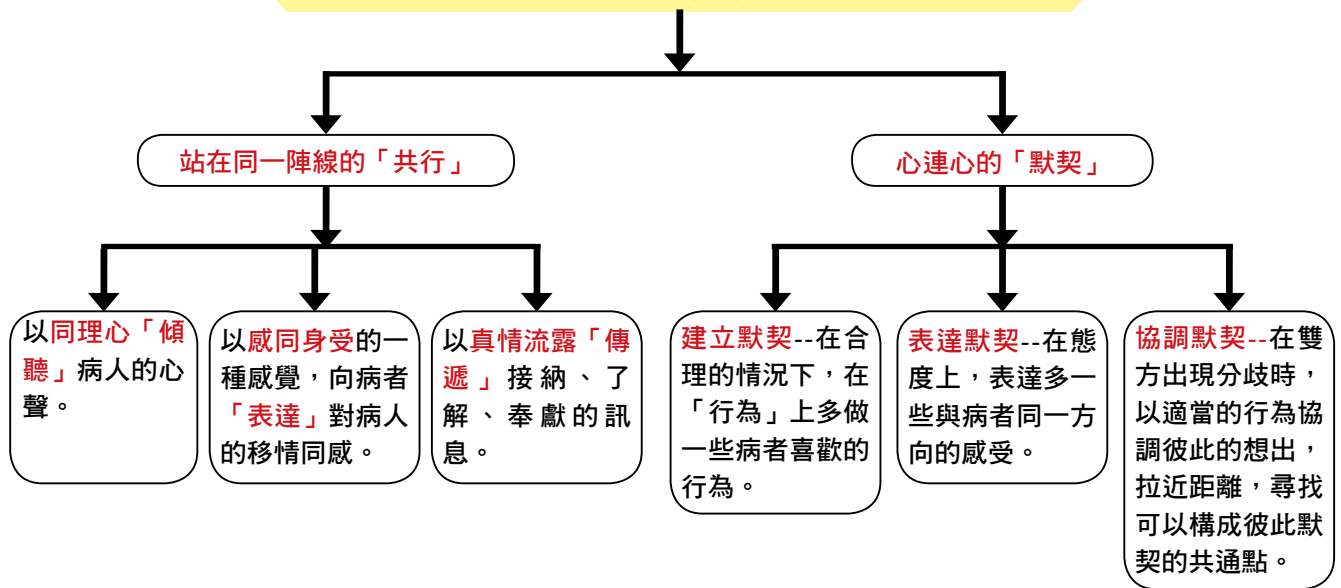 站在同一陣線的「共行」
心連心的「默契」
以同理心「傾
聽」病人的心
聲。
以感同身受的一
種感覺，向病者
「表達」對病人
的移情同感。
以真情流露「傳
遞」接納、了
解、奉獻的訊
息。
建立默契--在合
理的情況下，在
「行為」上多做
一些病者喜歡的
行為。
表達默契--在態
度上，表達多一
些與病者同一方
向的感受。
協調默契--在雙
方出現分歧時，
以適當的行為協
調彼此的想出，
拉近距離，尋找
可以構成彼此默
契的共通點。